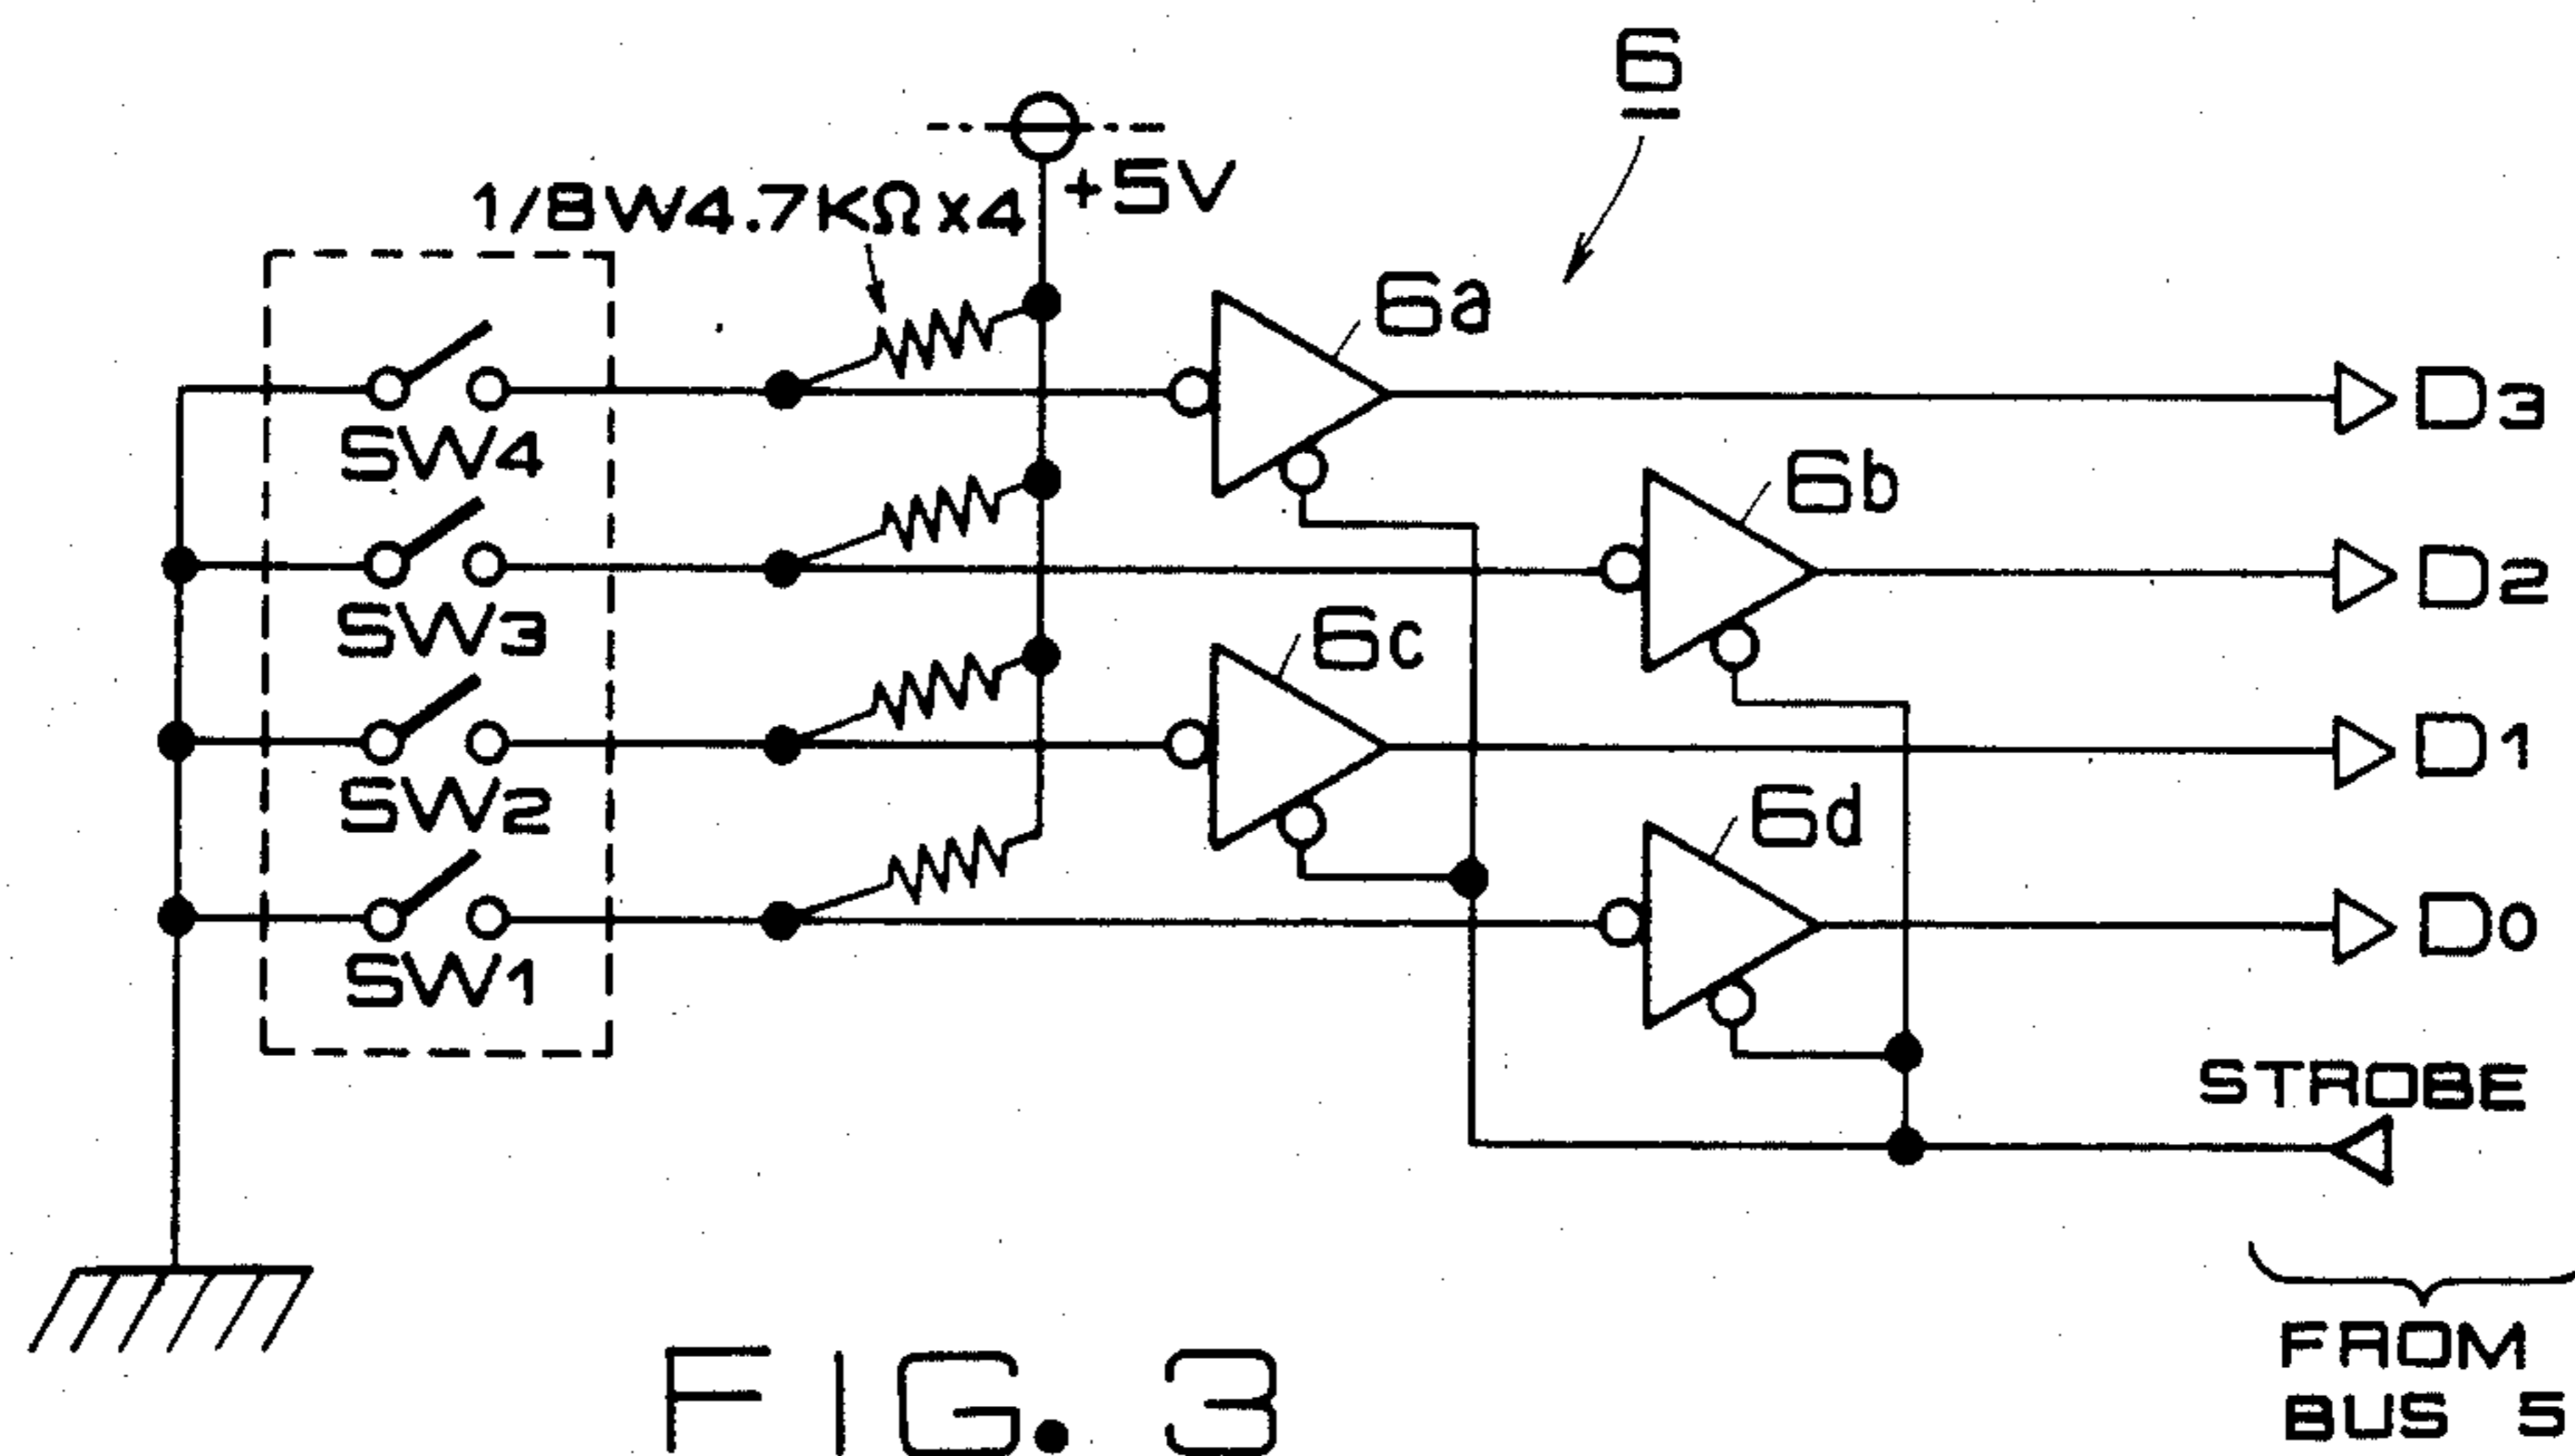 6
+5V
1/8W4.7KΩx4
6a
D3
SW4
6b
D2
SW3
6c
D1
SW2
6d
D0
SW1
STROBE
FROM
BUS 5
FIG. 3